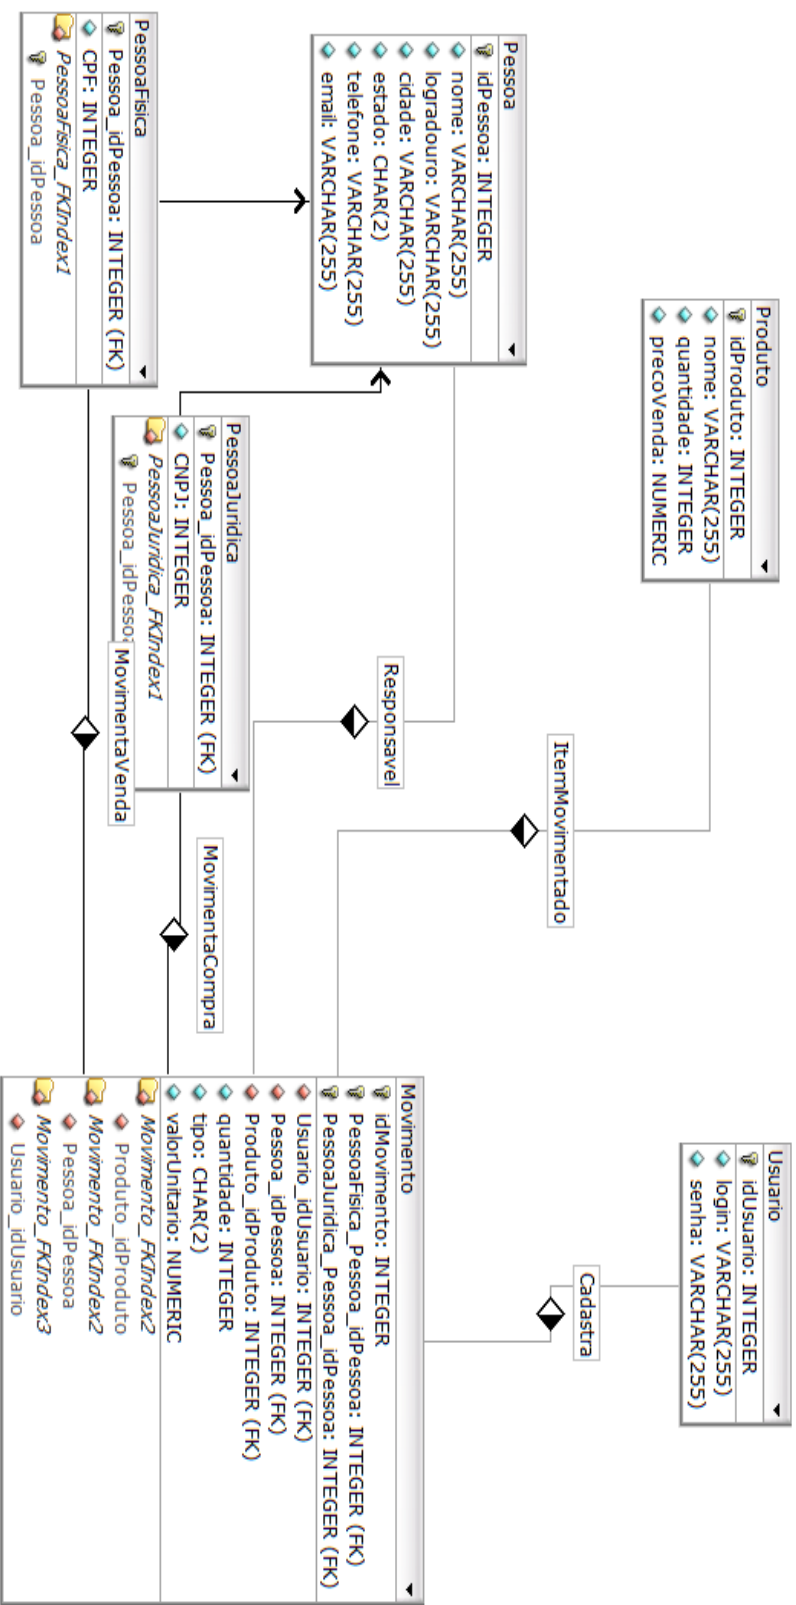 Pessoa
idPessoa: INTEGER
nome: VARCHAR(255)
logradouro: VARCHAR(255)
cidade: VARCHAR(255)
estado: CHAR(2)
telefone: VARCHAR(255)
email: VARCHAR(255)
PessoaFisica
Pessoa_idPessoa: INTEGER (FK)
CPF: INTEGER
PessoaFisica_FKIndex1
Pessoa_idPessoa
Produto
idProduto: INTEGER
nome: VARCHAR(255)
quantidade: INTEGER
precoVenda: NUMERIC
PessoaJuridica
Pessoa_idPessoa: INTEGER (FK)
CNPJ: INTEGER
PessoaJuridica_FKIndex1
Pessoa_idPessoa
Responsavel
ItemMovimentado
MovimentaVenda
MovimentaCompra
Usuario
idUsuario: INTEGER
login: VARCHAR(255)
senha: VARCHAR(255)
Cadastra
Movimento
idMovimento: INTEGER
PessoaFisica_Pessoa_idPessoa: INTEGER (FK)
PessoaJuridica_Pessoa_idPessoa: INTEGER (FK)
Usuario_idUsuario: INTEGER (FK)
Pessoa_idPessoa: INTEGER (FK)
Produto_idProduto: INTEGER (FK)
quantidade: INTEGER
tipo: CHAR(2)
valorUnitario: NUMERIC
Movimento_FKIndex2
Produto_idProduto
Movimento_FKIndex2
Pessoa_idPessoa
Movimento_FKIndex3
Usuario_idUsuario